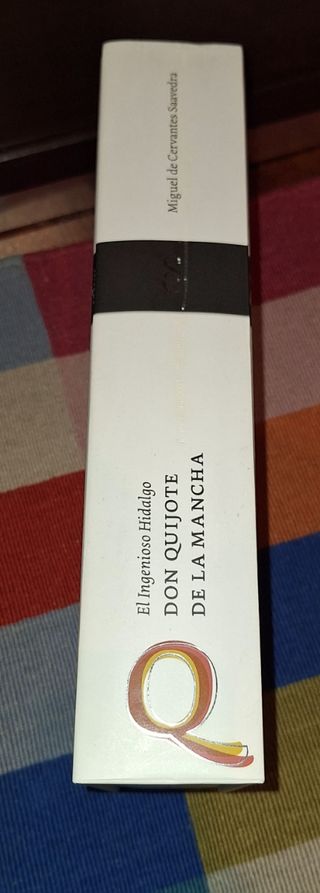 Q
El Ingenioso Hidalgo
DON QUIJOTE
DE LA MANCHA
Miguel de Cervantes Saavedra